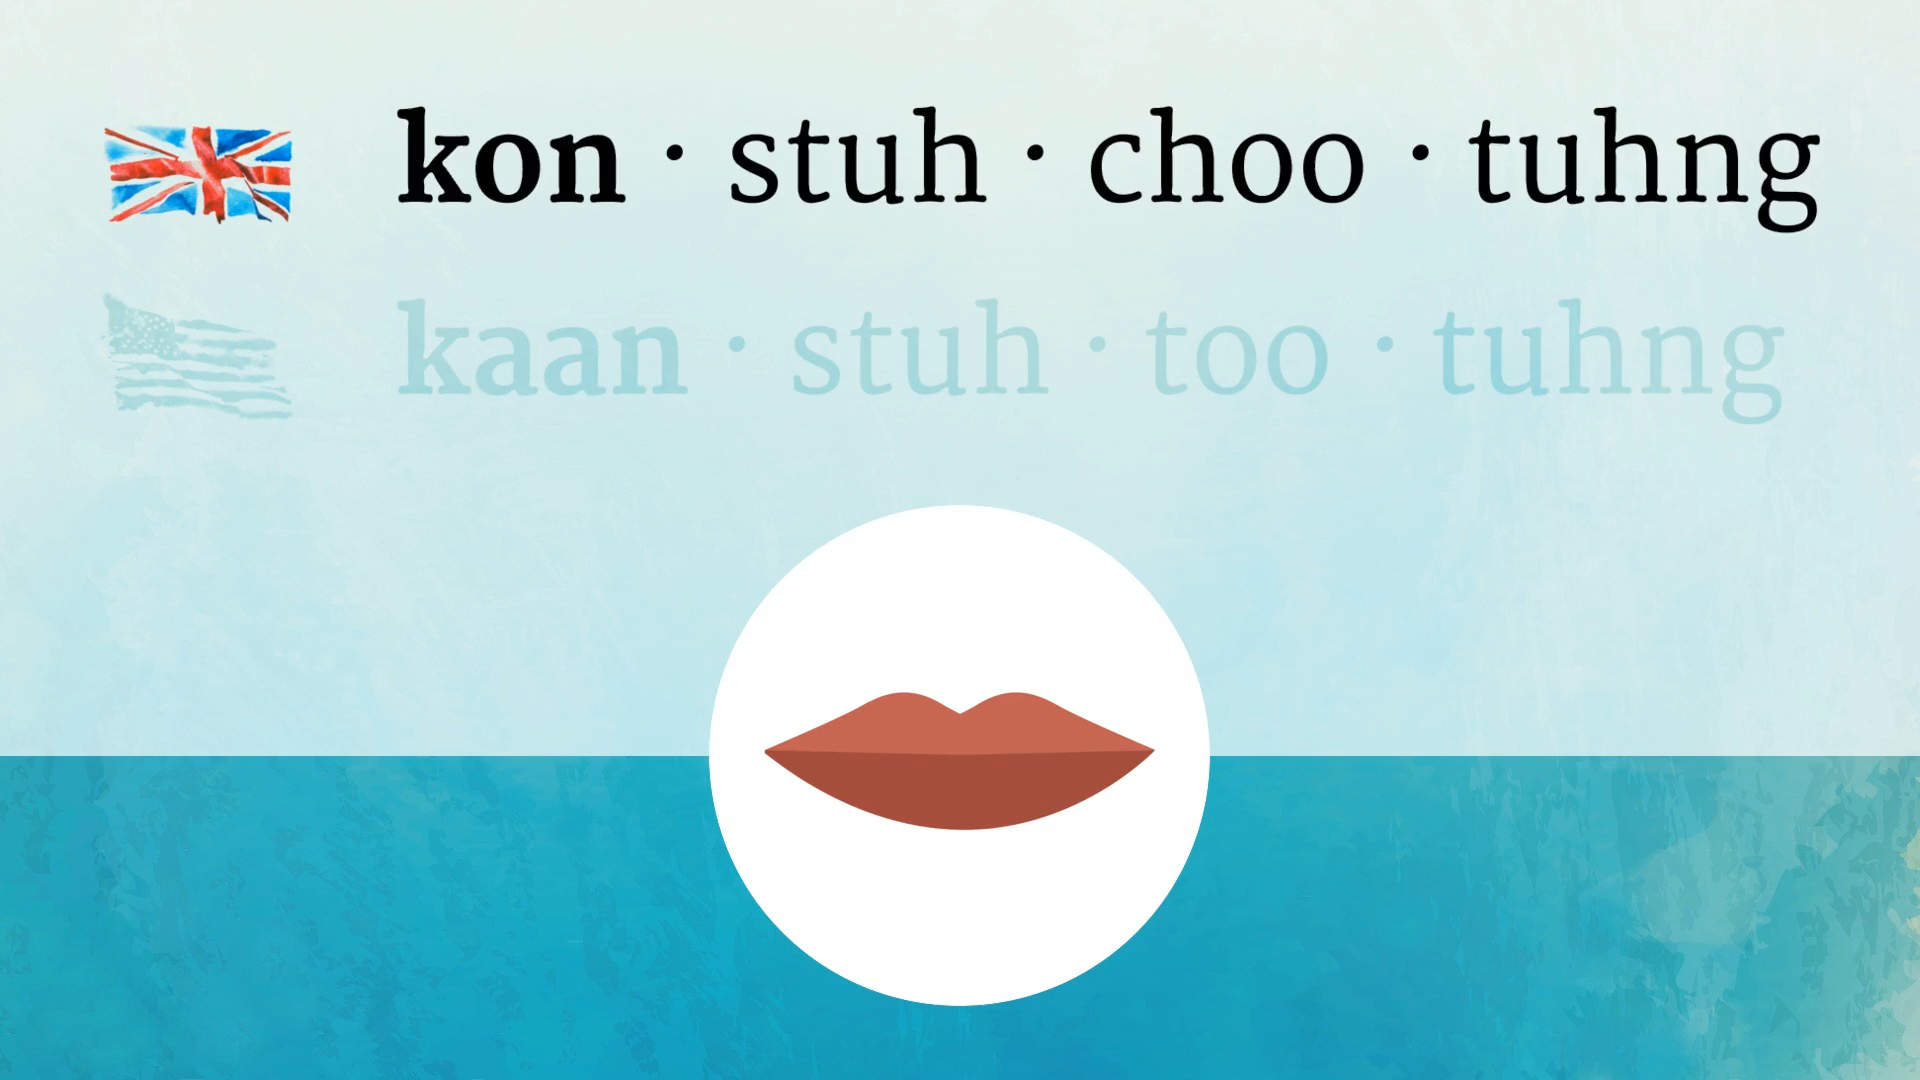 kon · stuh · choo · tuhng
kaan · stuh · too · tuhng